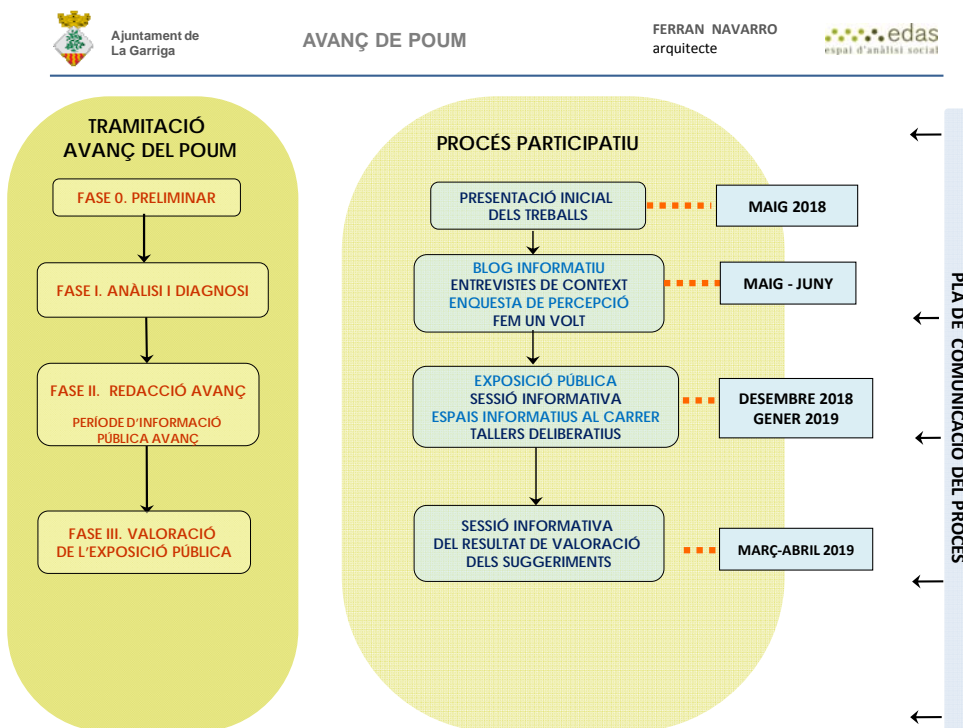 Ajuntament de
La Garriga
AVANÇ DE POUM
FERRAN NAVARRO
arquitecte
edas
espai d'anàlisi social
TRAMITACIÓ
AVANÇ DEL POUM
FASE 0. PRELIMINAR
FASE I. ANÀLISI I DIAGNOSI
FASE II. REDACCIÓ AVANÇ
PERÍODE D'INFORMACIÓ
PÚBLICA AVANÇ
FASE III. VALORACIÓ
DE L'EXPOSICIÓ PÚBLICA
PROCÉS PARTICIPATIU
PRESENTACIÓ INICIAL
DELS TREBALLS
MAIG 2018
BLOG INFORMATIU
ENTREVISTES DE CONTEXT
ENQUESTA DE PERCEPCIÓ
FEM UN VOLT
MAIG - JUNY
EXPOSICIÓ PÚBLICA
SESSIÓ INFORMATIVA
ESPAIS INFORMATIUS AL CARRER
TALLERS DELIBERATIUS
DESEMBRE 2018
GENER 2019
SESSIÓ INFORMATIVA
DEL RESULTAT DE VALORACIÓ
DELS SUGGERIMENTS
MARÇ-ABRIL 2019
PLA DE COMUNICACIÓ DEL PROCÉS